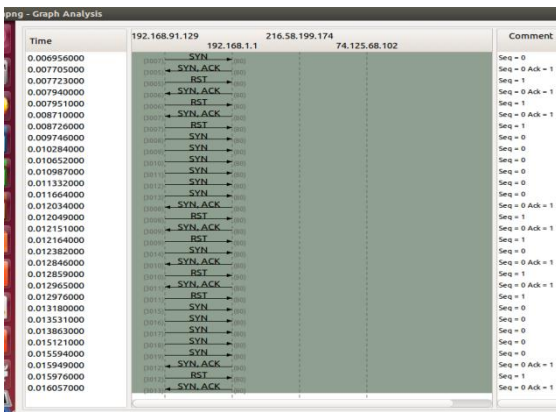 png - Graph Analysis
192.168.91.129 216.58.199.174
Time 192.168.1.1 74.125.68.102 Comment
0.006956000 SYN Seq = 0
0.007705000 SYN, ACK Seq = 0 Ack = 1
0.007723000 RST Seq = 1
0.007940000 SYN, ACK Seq = 0 Ack = 1
0.007951000 RST Seq = 1
0.008710000 SYN, ACK Seq = 0 Ack = 1
0.008726000 RST Seq = 1
0.009746000 SYN Seq = 0
0.010284000 SYN Seq = 0
0.010652000 SYN Seq = 0
0.010987000 SYN Seq = 0
0.011332000 SYN Seq = 0
0.011664000 SYN Seq = 0
0.012034000 SYN, ACK Seq = 0 Ack = 1
0.012049000 RST Seq = 1
0.012151000 SYN, ACK Seq = 0 Ack = 1
0.012164000 RST Seq = 1
0.012382000 SYN Seq = 0
0.012846000 SYN, ACK Seq = 0 Ack = 1
0.012859000 RST Seq = 1
0.012965000 SYN, ACK Seq = 0 Ack = 1
0.012976000 RST Seq = 1
0.013180000 SYN Seq = 0
0.013531000 SYN Seq = 0
0.013863000 SYN Seq = 0
0.015121000 SYN Seq = 0
0.015594000 SYN Seq = 0
0.015949000 SYN, ACK Seq = 0 Ack = 1
0.015976000 RST Seq = 1
0.016057000 SYN, ACK Seq = 0 Ack = 1